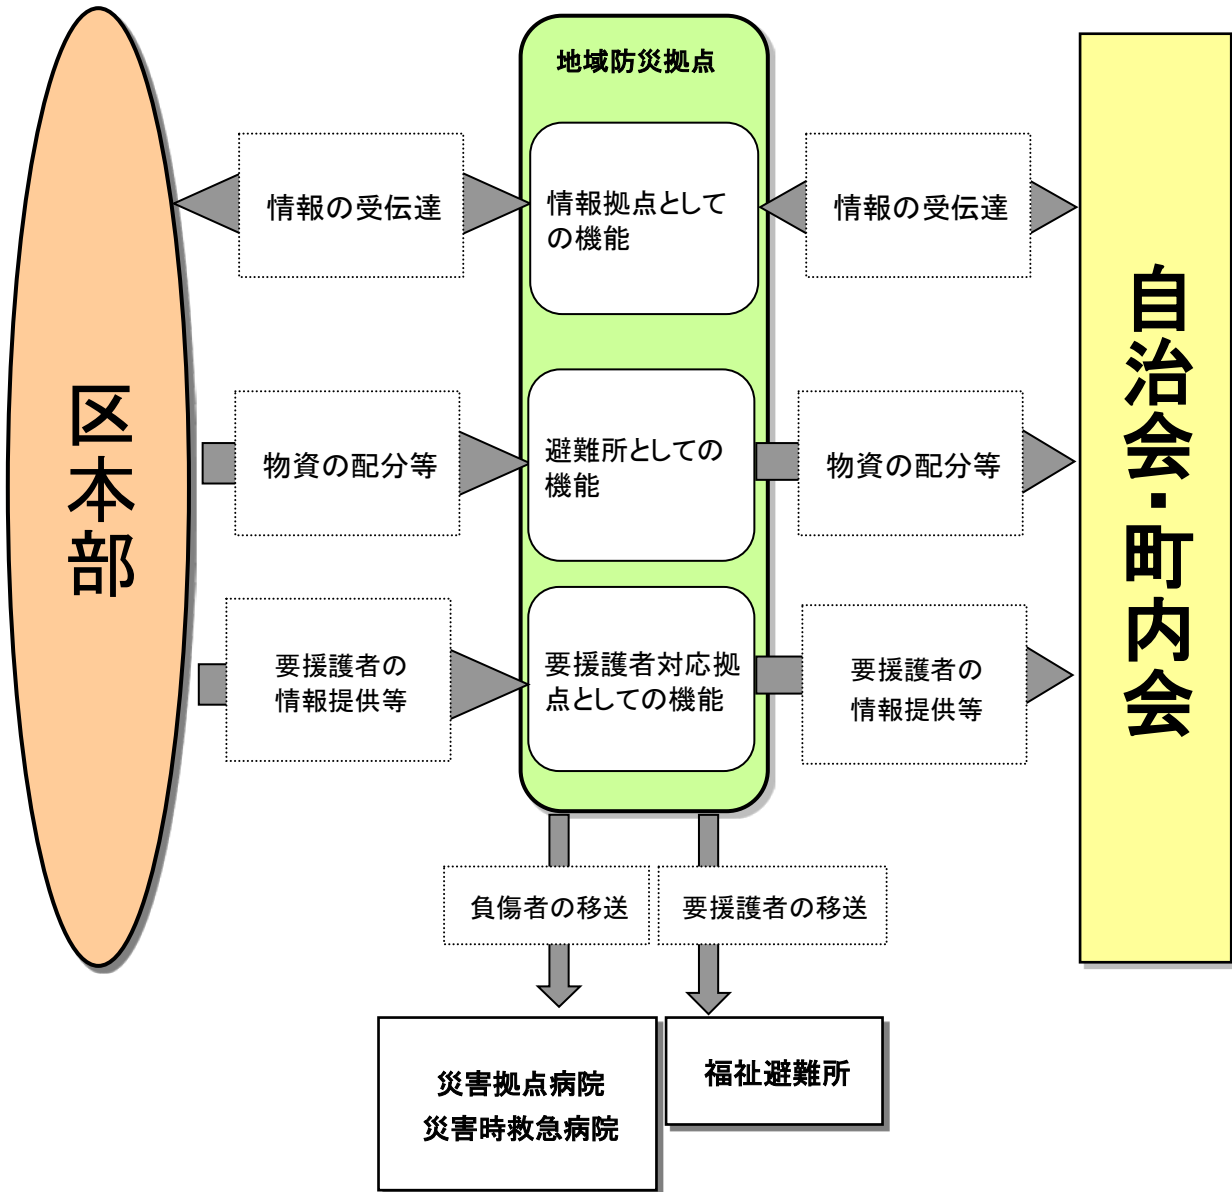 地域防災拠点
情報の受伝達
情報拠点として
の機能
情報の受伝達
区本部
物資の配分等
避難所としての
機能
物資の配分等
自治会・町内会
要援護者の
情報提供等
要援護者対応拠
点としての機能
要援護者の
情報提供等
負傷者の移送
要援護者の移送
災害拠点病院
災害時救急病院
福祉避難所